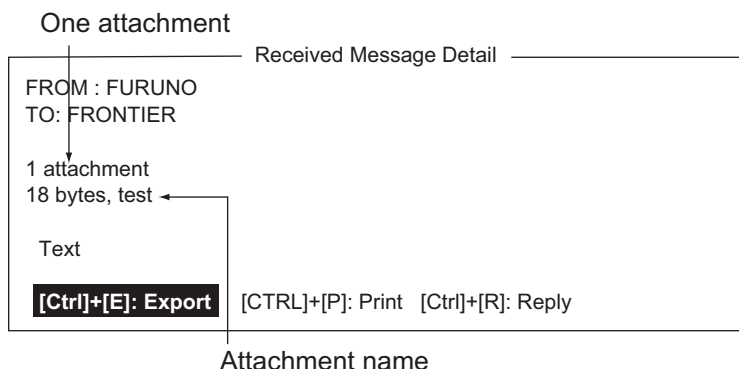 One attachment
Received Message Detail
FROM : FURUNO
TO: FRONTIER
1 attachment
18 bytes, test
Text
[Ctrl]+[E]: Export [CTRL]+[P]: Print [Ctrl]+[R]: Reply
Attachment name